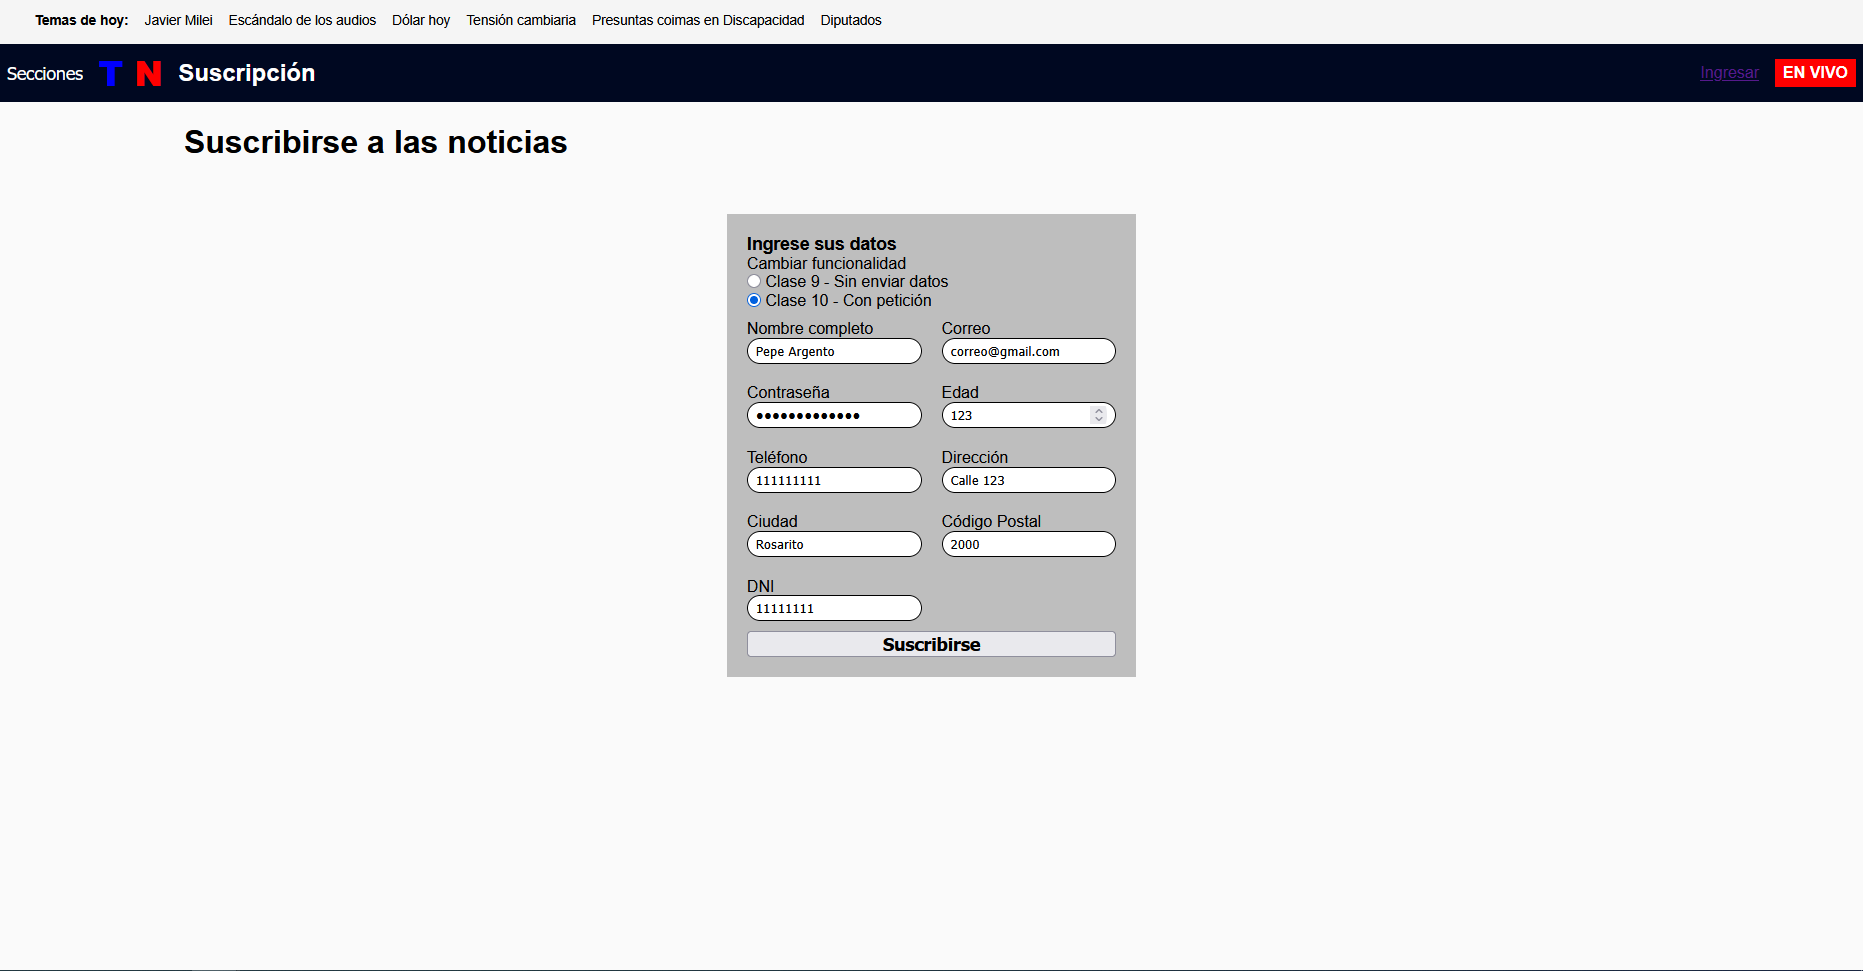 Temas de hoy: Javier Milei Escándalo de los audios Dólar hoy Tensión cambiaria Presuntas coimas en Discapacidad Diputados
Secciones T N Suscripción Ingresar EN VIVO
Suscribirse a las noticias
Ingrese sus datos
Cambiar funcionalidad
Clase 9 - Sin enviar datos
Clase 10 - Con petición
Nombre completo Correo
Pepe Argento correo@gmail.com
Contraseña Edad
●●●●●●●●●●●●● 123
Teléfono Dirección
111111111 Calle 123
Ciudad Código Postal
Rosarito 2000
DNI
11111111
Suscribirse